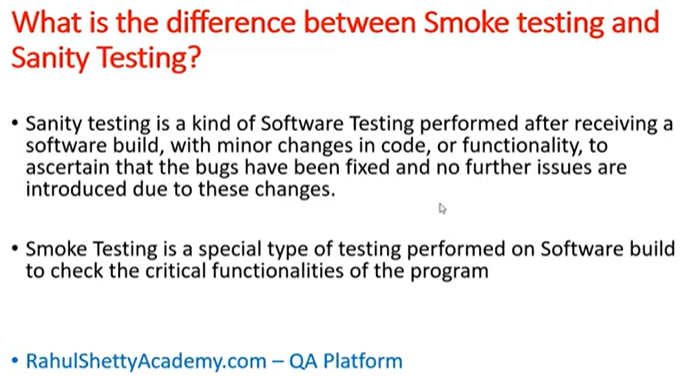 What is the difference between Smoke testing and
Sanity Testing?
• Sanity testing is a kind of Software Testing performed after receiving a
software build, with minor changes in code, or functionality, to
ascertain that the bugs have been fixed and no further issues are
introduced due to these changes.
• Smoke Testing is a special type of testing performed on Software build
to check the critical functionalities of the program
• RahulShettyAcademy.com – QA Platform